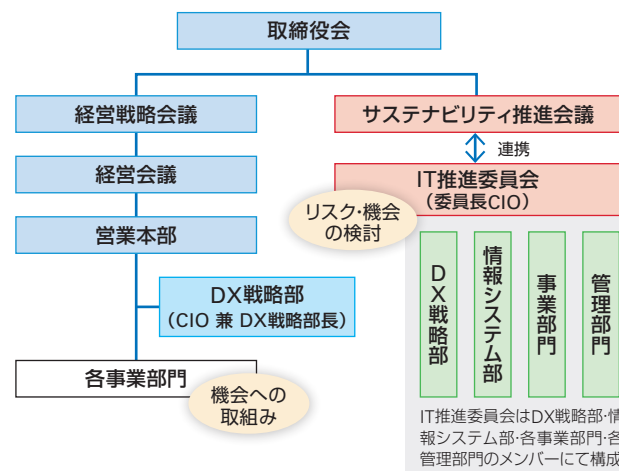 取締役会
経営戦略会議
経営会議
営業本部
DX戦略部
（CIO 兼 DX戦略部長）
各事業部門
機会への
取組み
サステナビリティ推進会議
連携
IT推進委員会
（委員長CIO）
リスク・機会
の検討
DX戦略部
情報システム部
事業部門
管理部門
IT推進委員会はDX戦略部・情
報システム部・各事業部門・各
管理部門のメンバーにて構成